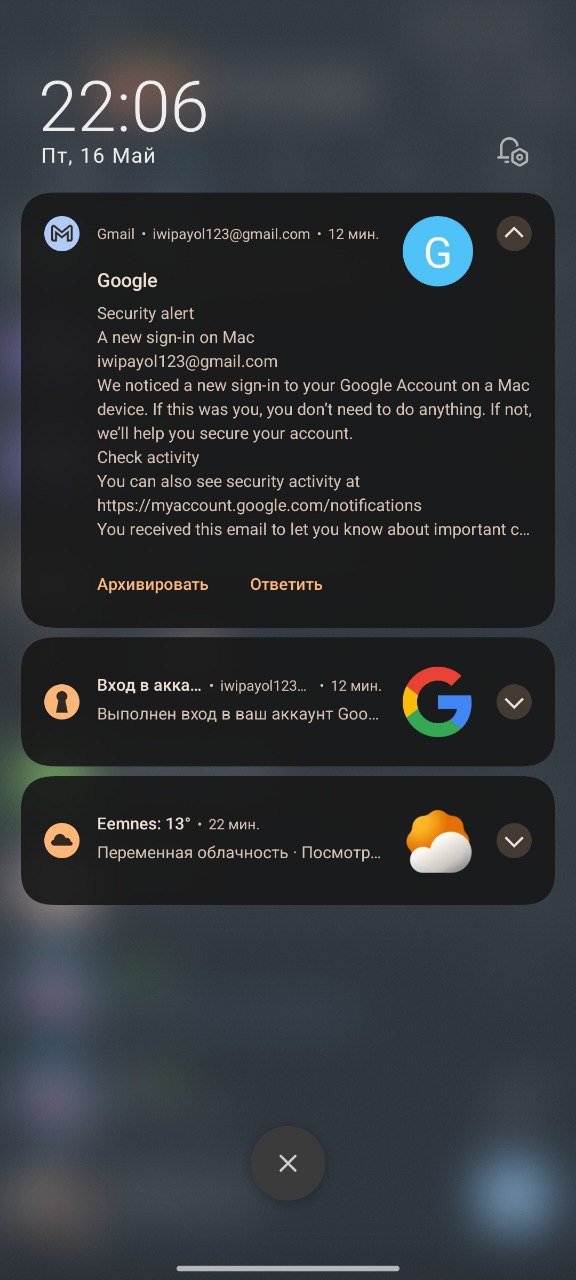 22:06
Пт, 16 Май
Gmail • iwipayol123@gmail.com • 12 мин.
G
Google
Security alert
A new sign-in on Mac
iwipayol123@gmail.com
We noticed a new sign-in to your Google Account on a Mac
device. If this was you, you don’t need to do anything. If not,
we’ll help you secure your account.
Check activity
You can also see security activity at
https://myaccount.google.com/notifications
You received this email to let you know about important c…
Архивировать Ответить
Вход в акка… • iwipayol123… • 12 мин.
Выполнен вход в ваш аккаунт Goo…
Eemnes: 13° • 22 мин.
Переменная облачность · Посмотр…